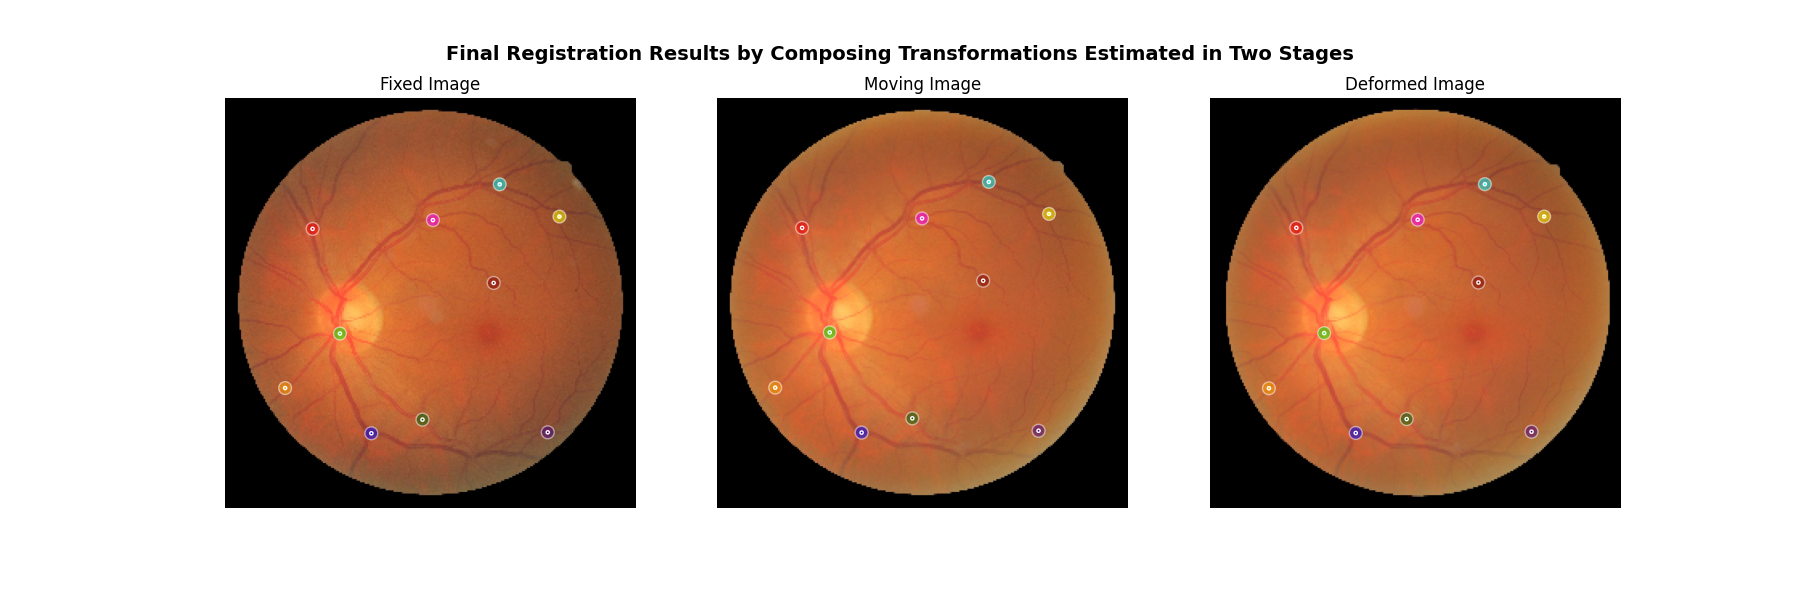 Final Registration Results by Composing Transformations Estimated in Two Stages
Fixed Image
Moving Image
Deformed Image